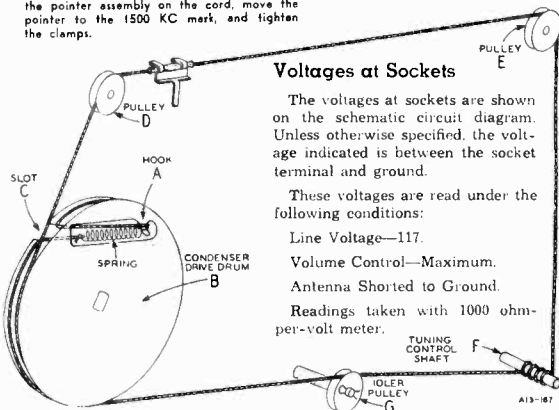 the pointer assembly on the cord, move the
pointer to the 1500 KC mark, and tighten
the clamps.
PULLEY
E
PULLEY
D
Voltages at Sockets
The voltages at sockets are shown
on the schematic circuit diagram.
Unless otherwise specified, the volt-
age indicated is between the socket
terminal and ground.
These voltages are read under the
following conditions:
Line Voltage—117.
Volume Control—Maximum.
Antenna Shorted to Ground.
Readings taken with 1000 ohm-
per-volt meter.
HOOK
A
SLOT
C
SPRING
CONDENSER
DRIVE DRUM
B
TUNING
CONTROL
SHAFT
F
IDLER
PULLEY
G
A13-167